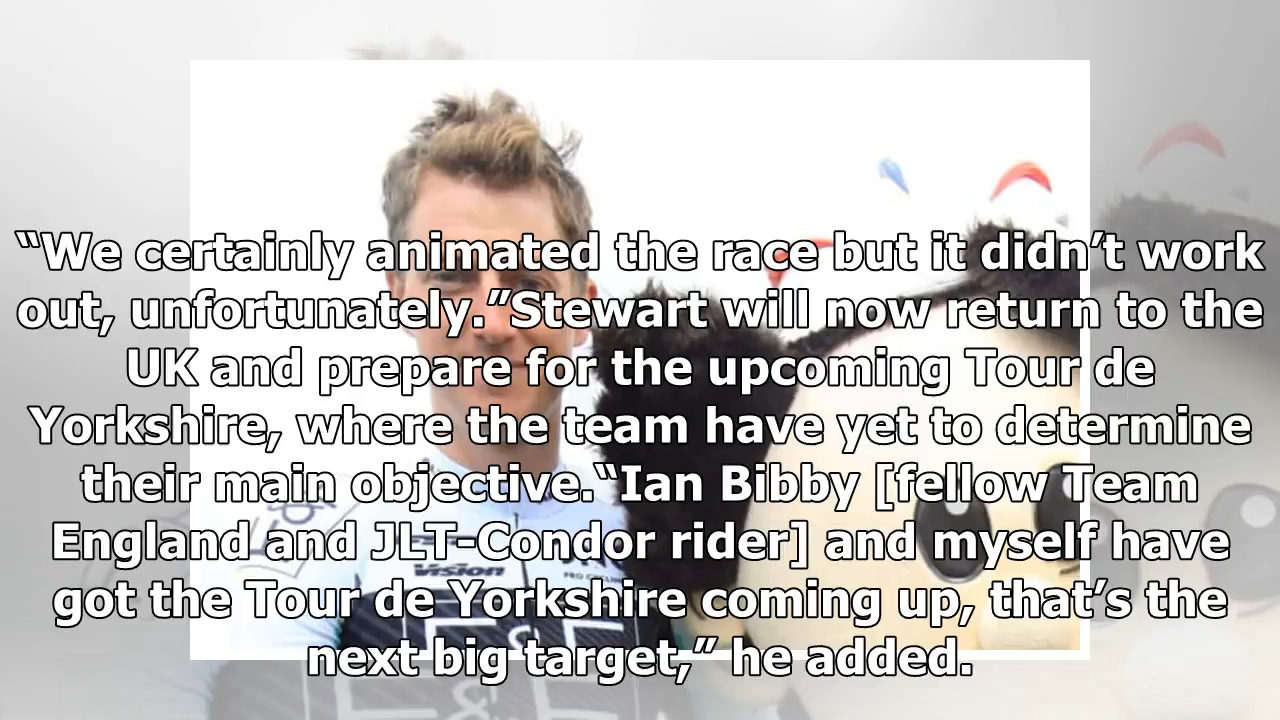 “We certainly animated the race but it didn’t work
out, unfortunately.”Stewart will now return to the
UK and prepare for the upcoming Tour de
Yorkshire, where the team have yet to determine
their main objective.“Ian Bibby [fellow Team
England and JLT-Condor rider] and myself have
got the Tour de Yorkshire coming up, that’s the
next big target,” he added.
Vision